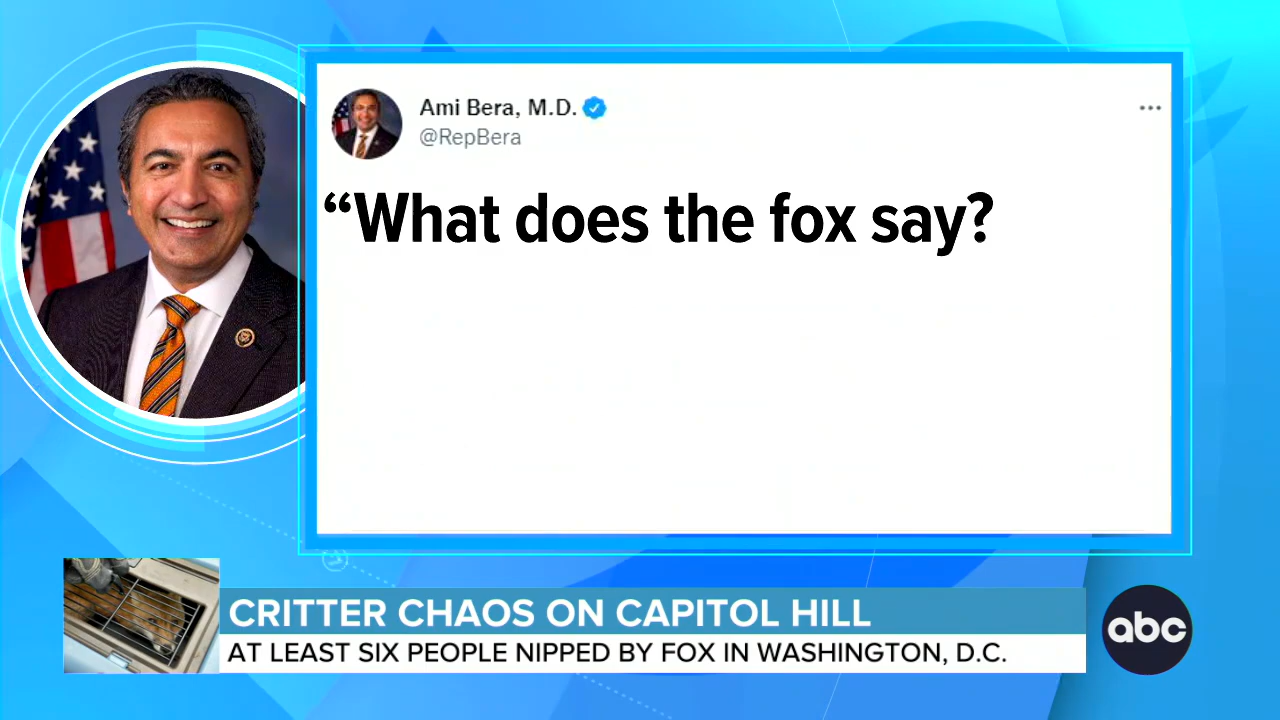 Ami Bera, M.D.
@RepBera
“What does the fox say?
CRITTER CHAOS ON CAPITOL HILL
AT LEAST SIX PEOPLE NIPPED BY FOX IN WASHINGTON, D.C.
abc